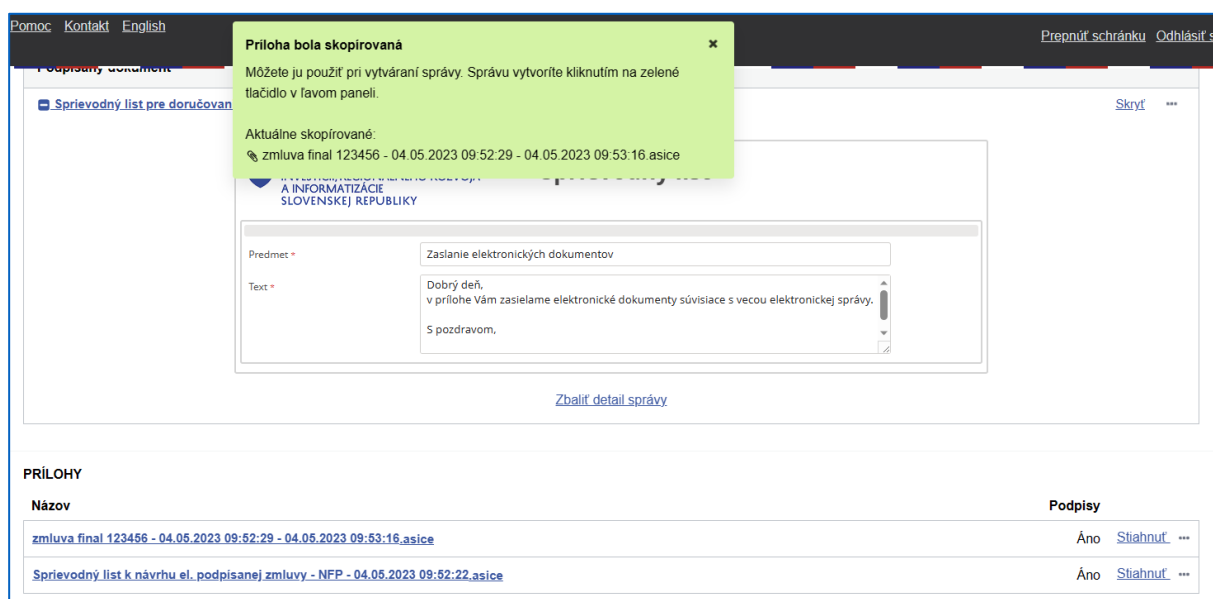 Pomoc Kontakt English
Prepnúť schránku Odhlásiť s
Príloha bola skopírovaná ×
Môžete ju použiť pri vytváraní správy. Správu vytvoríte kliknutím na zelené
tlačidlo v ľavom paneli.
Aktuálne skopírované:
zmluva final 123456 - 04.05.2023 09:52:29 - 04.05.2023 09:53:16.asice
Podpísaný dokument
Sprievodný list pre doručovan
Skryť
A INFORMATIZÁCIE
SLOVENSKEJ REPUBLIKY
Predmet *
Zaslanie elektronických dokumentov
Text *
Dobrý deň,
v prílohe Vám zasielame elektronické dokumenty súvisiace s vecou elektronickej správy.
S pozdravom,
Zbaliť detail správy
PRÍLOHY
Názov Podpisy
zmluva final 123456 - 04.05.2023 09:52:29 - 04.05.2023 09:53:16.asice Áno Stiahnuť
Sprievodný list k návrhu el. podpísanej zmluvy - NFP - 04.05.2023 09:52:22.asice Áno Stiahnuť